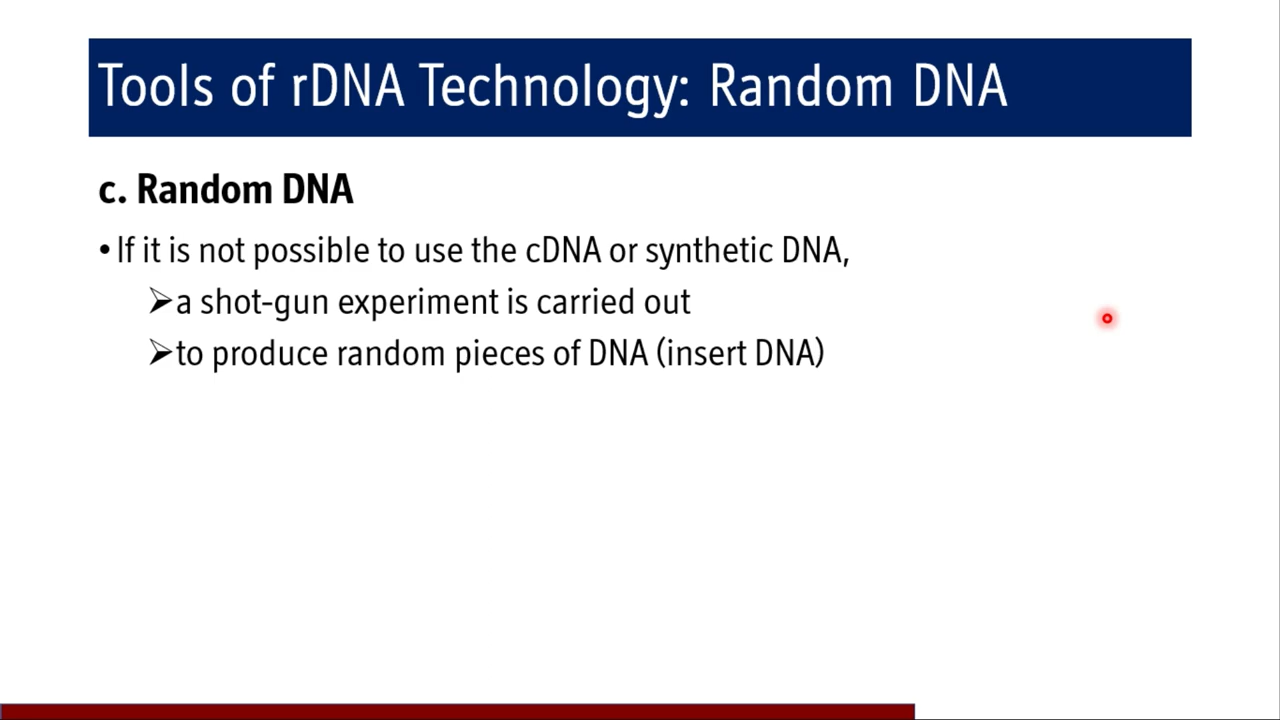 Tools of rDNA Technology: Random DNA
c. Random DNA
• If it is not possible to use the cDNA or synthetic DNA,
➢a shot-gun experiment is carried out
➢to produce random pieces of DNA (insert DNA)